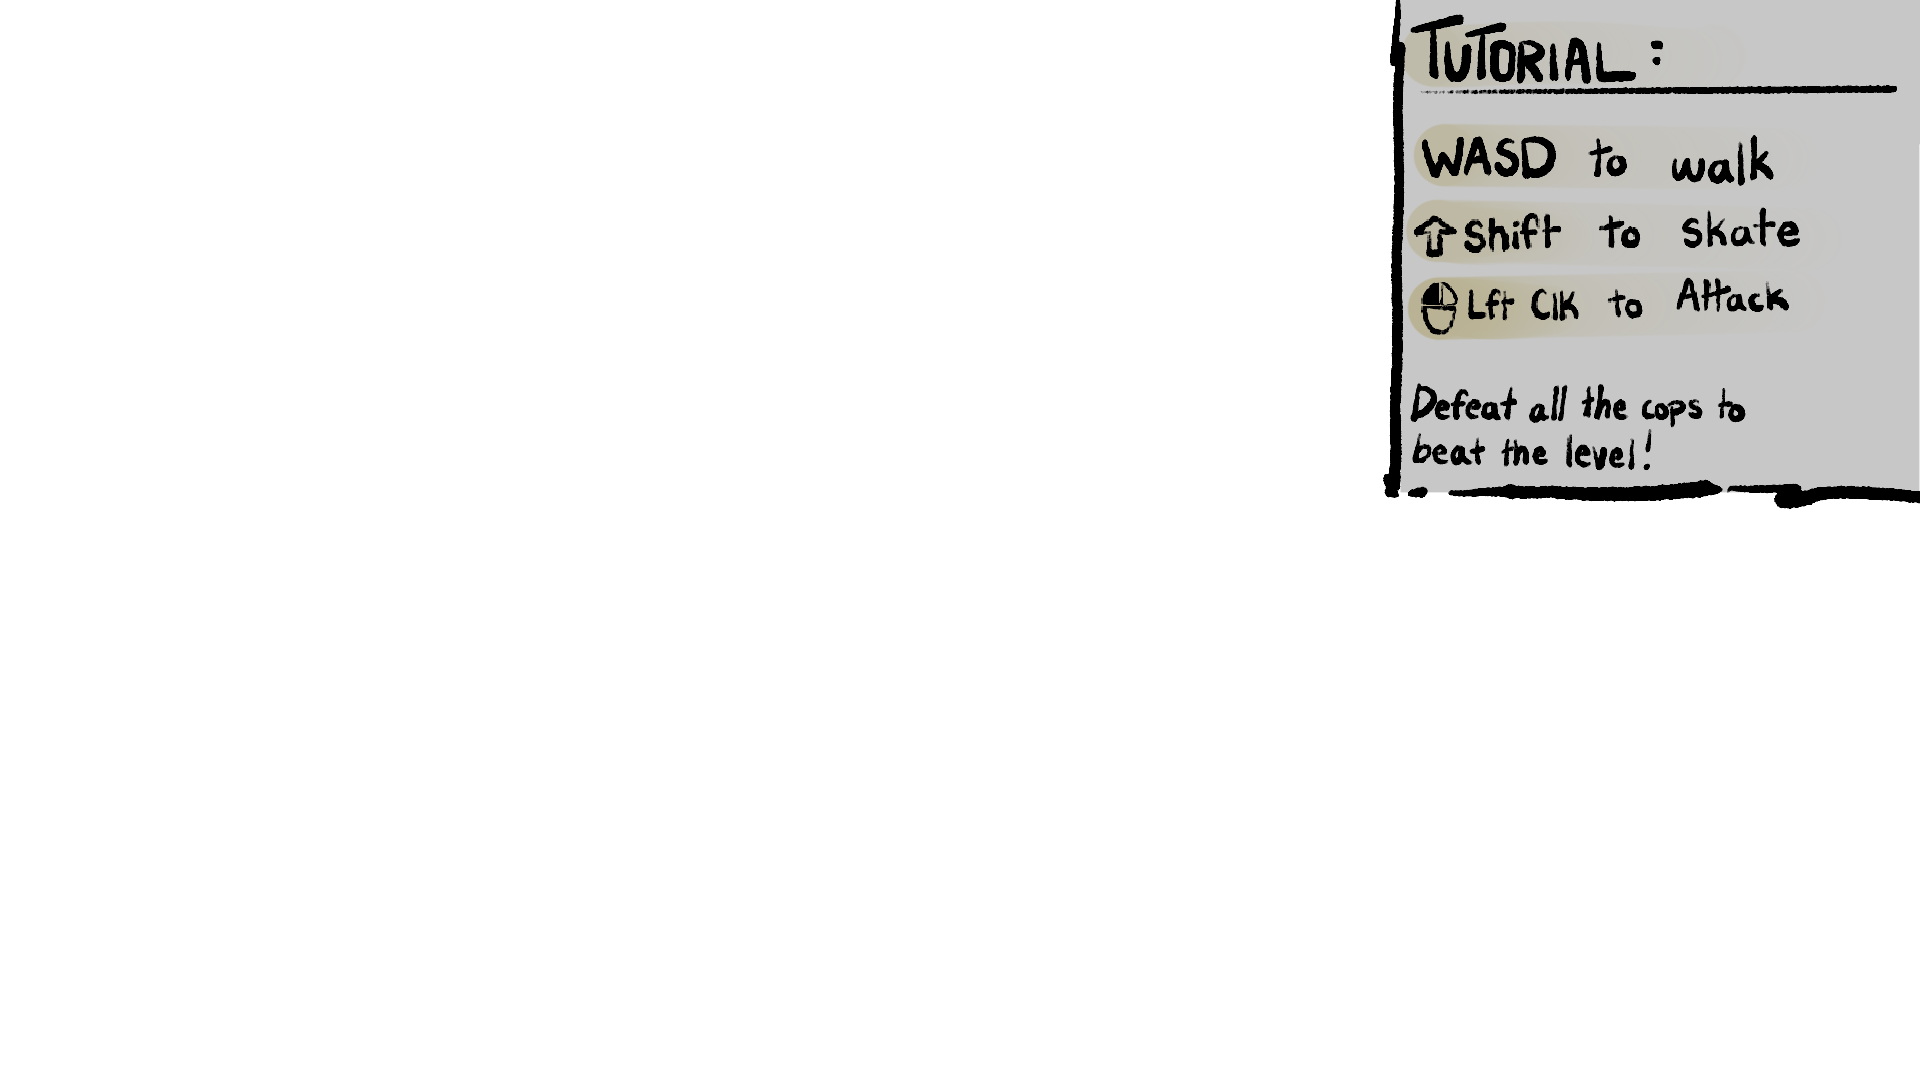 TUTORIAL:
WASD to walk
Shift to skate
Lft Clk to Attack
Defeat all the cops to
beat the level!